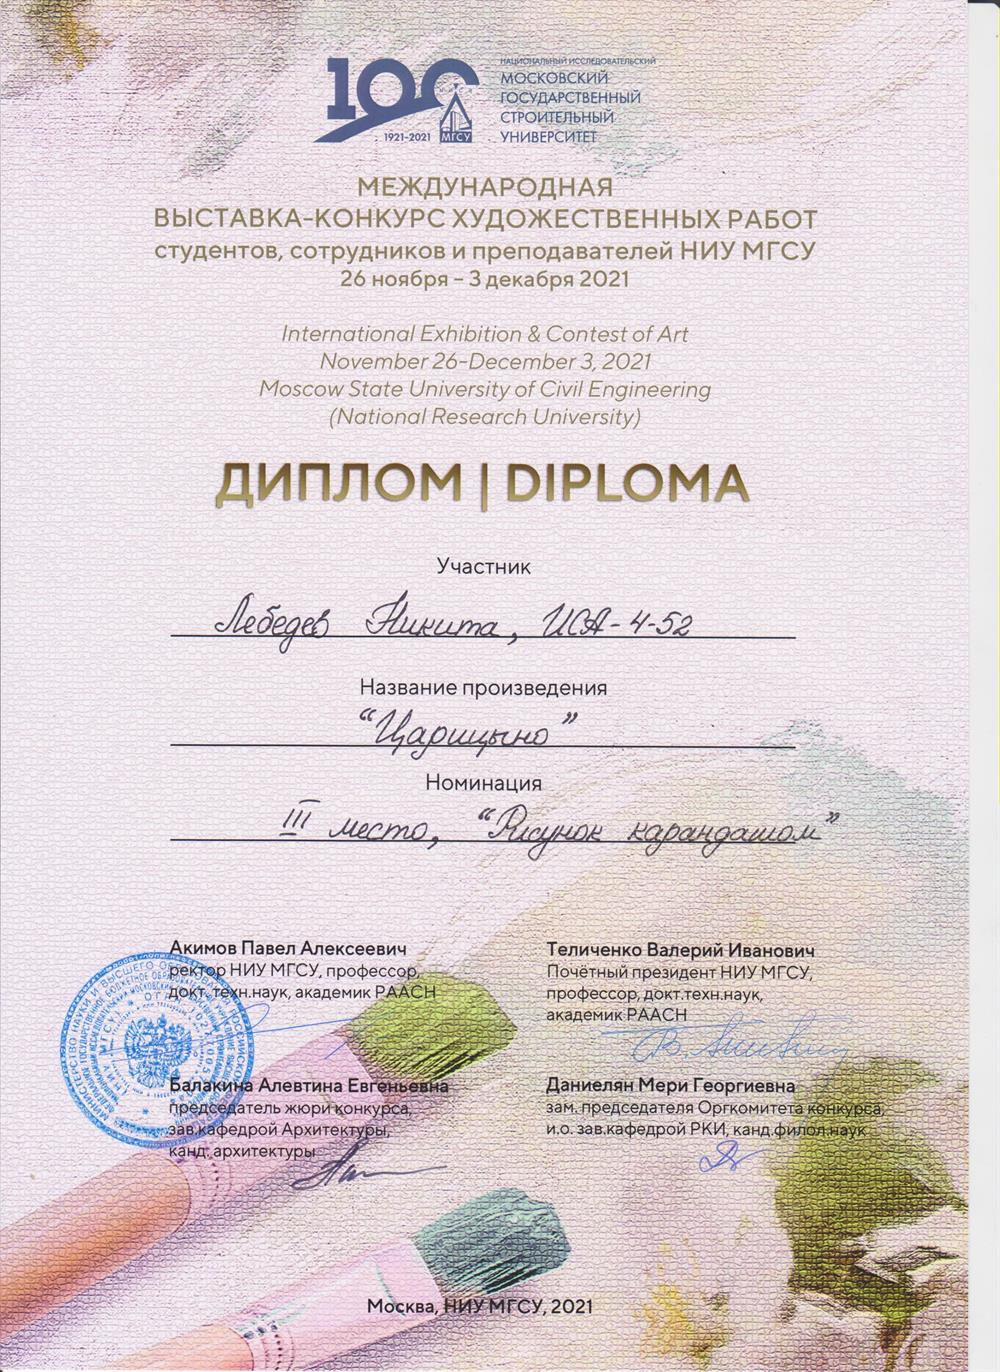 100
1921-2021
МГСУ
НАЦИОНАЛЬНЫЙ ИССЛЕДОВАТЕЛЬСКИЙ
МОСКОВСКИЙ
ГОСУДАРСТВЕННЫЙ
СТРОИТЕЛЬНЫЙ
УНИВЕРСИТЕТ
МЕЖДУНАРОДНАЯ
ВЫСТАВКА-КОНКУРС ХУДОЖЕСТВЕННЫХ РАБОТ
студентов, сотрудников и преподавателей НИУ МГСУ
26 ноября – 3 декабря 2021
International Exhibition & Contest of Art
November 26-December 3, 2021
Moscow State University of Civil Engineering
(National Research University)
ДИПЛОМ | DIPLOMA
Участник
Лебедев Никита, ИСА-4-52
Название произведения
"Царицыно"
Номинация
III место, "Рисунок карандашом"
Акимов Павел Алексеевич
ректор НИУ МГСУ, профессор,
докт.техн.наук, академик РААСН
Теличенко Валерий Иванович
Почётный президент НИУ МГСУ,
профессор, докт.техн.наук,
академик РААСН
Балакина Алевтина Евгеньевна
председатель жюри конкурса,
зав.кафедрой Архитектуры,
канд. архитектуры
Даниелян Мери Георгиевна
зам. председателя Оргкомитета конкурса,
и.о. зав.кафедрой РКИ, канд.филол.наук
Москва, НИУ МГСУ, 2021